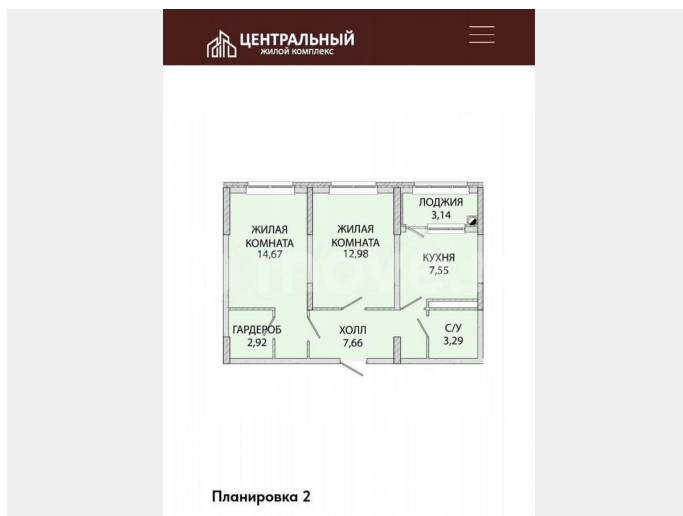 ЦЕНТРАЛЬНЫЙ
ЖИЛОЙ КОМПЛЕКС
ЖИЛАЯ
КОМНАТА
14,67
ЖИЛАЯ
КОМНАТА
12,98
ЛОДЖИЯ
3,14
КУХНЯ
7,55
ГАРДЕРОБ
2,92
ХОЛЛ
7,66
С/У
3,29
Планировка 2